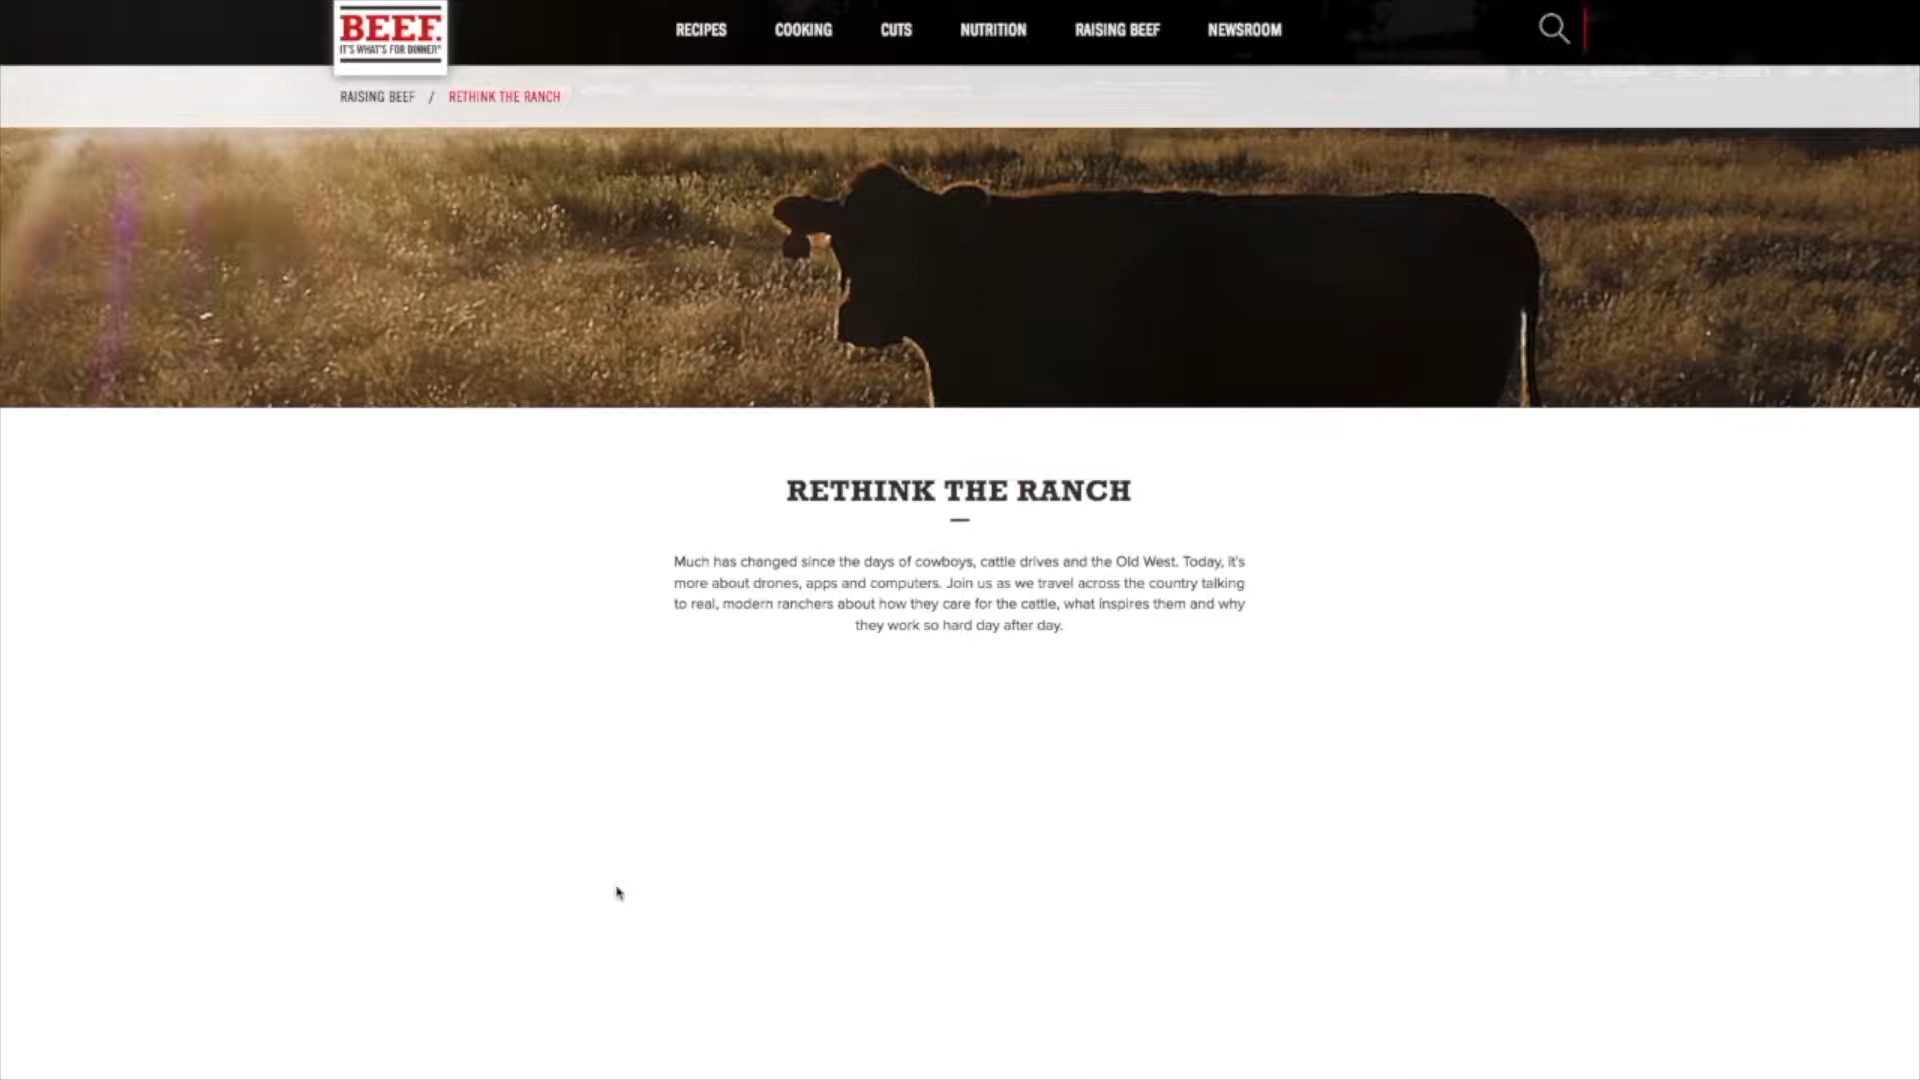 BEEF.
IT'S WHAT'S FOR DINNER®
RECIPES
COOKING
CUTS
NUTRITION
RAISING BEEF
NEWSROOM
RAISING BEEF / RETHINK THE RANCH
RETHINK THE RANCH
Much has changed since the days of cowboys, cattle drives and the Old West. Today, it's
more about drones, apps and computers. Join us as we travel across the country talking
to real, modern ranchers about how they care for the cattle, what inspires them and why
they work so hard day after day.